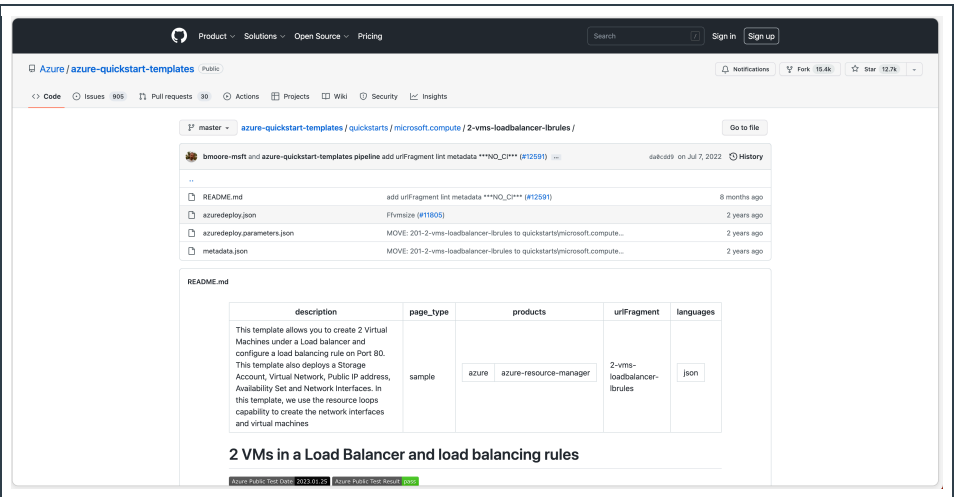 Product Solutions Open Source Pricing Search / Sign in Sign up
Azure / azure-quickstart-templates Public Notifications Fork 15.4k Star 12.7k
<> Code Issues 905 Pull requests 30 Actions Projects Wiki Security Insights
master azure-quickstart-templates / quickstarts / microsoft.compute / 2-vms-loadbalancer-lbrules / Go to file
bmoore-msft and azure-quickstart-templates pipeline add urlFragment lint metadata ***NO_CI*** (#12591) ... da0cdd9 on Jul 7, 2022 History
..
README.md add urlFragment lint metadata ***NO_CI*** (#12591) 8 months ago
azuredeploy.json Ffvmsize (#11805) 2 years ago
azuredeploy.parameters.json MOVE: 201-2-vms-loadbalancer-lbrules to quickstarts\microsoft.compute... 2 years ago
metadata.json MOVE: 201-2-vms-loadbalancer-lbrules to quickstarts\microsoft.compute... 2 years ago
README.md
description page_type products urlFragment languages
This template allows you to create 2 Virtual
Machines under a Load balancer and
configure a load balancing rule on Port 80.
This template also deploys a Storage
Account, Virtual Network, Public IP address,
Availability Set and Network Interfaces. In
this template, we use the resource loops
capability to create the network interfaces
and virtual machines
sample
azure azure-resource-manager
2-vms-
loadbalancer-
lbrules
json
2 VMs in a Load Balancer and load balancing rules
Azure Public Test Date 2023.01.25 Azure Public Test Result pass